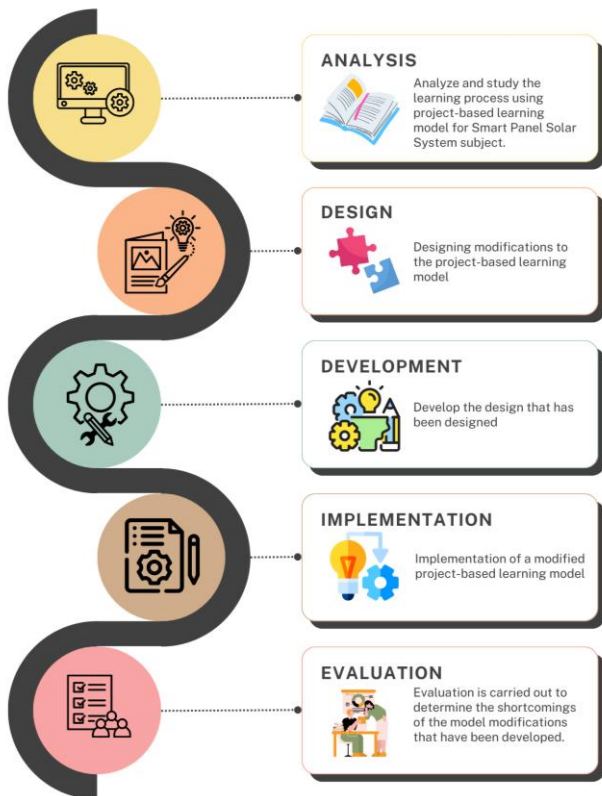 ANALYSIS
Analyze and study the
learning process using
project-based learning
model for Smart Panel Solar
System subject.
DESIGN
Designing modifications to
the project-based learning
model
DEVELOPMENT
Develop the design that has
been designed
IMPLEMENTATION
Implementation of a modified
project-based learning model
EVALUATION
Evaluation is carried out to
determine the shortcomings
of the model modifications
that have been developed.